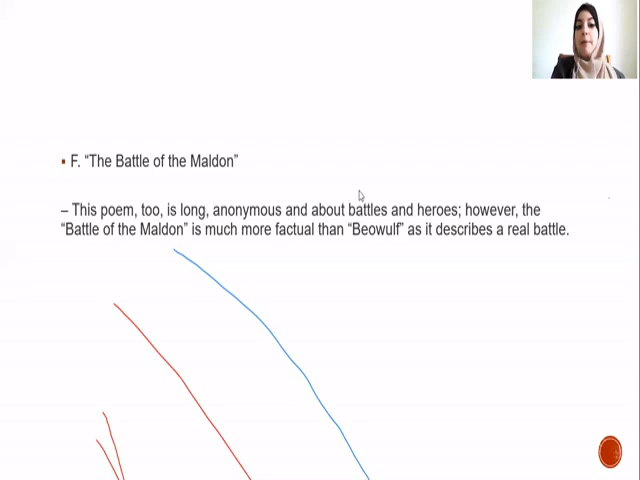 ▪ F. “The Battle of the Maldon”
– This poem, too, is long, anonymous and about battles and heroes; however, the
“Battle of the Maldon” is much more factual than “Beowulf” as it describes a real battle.